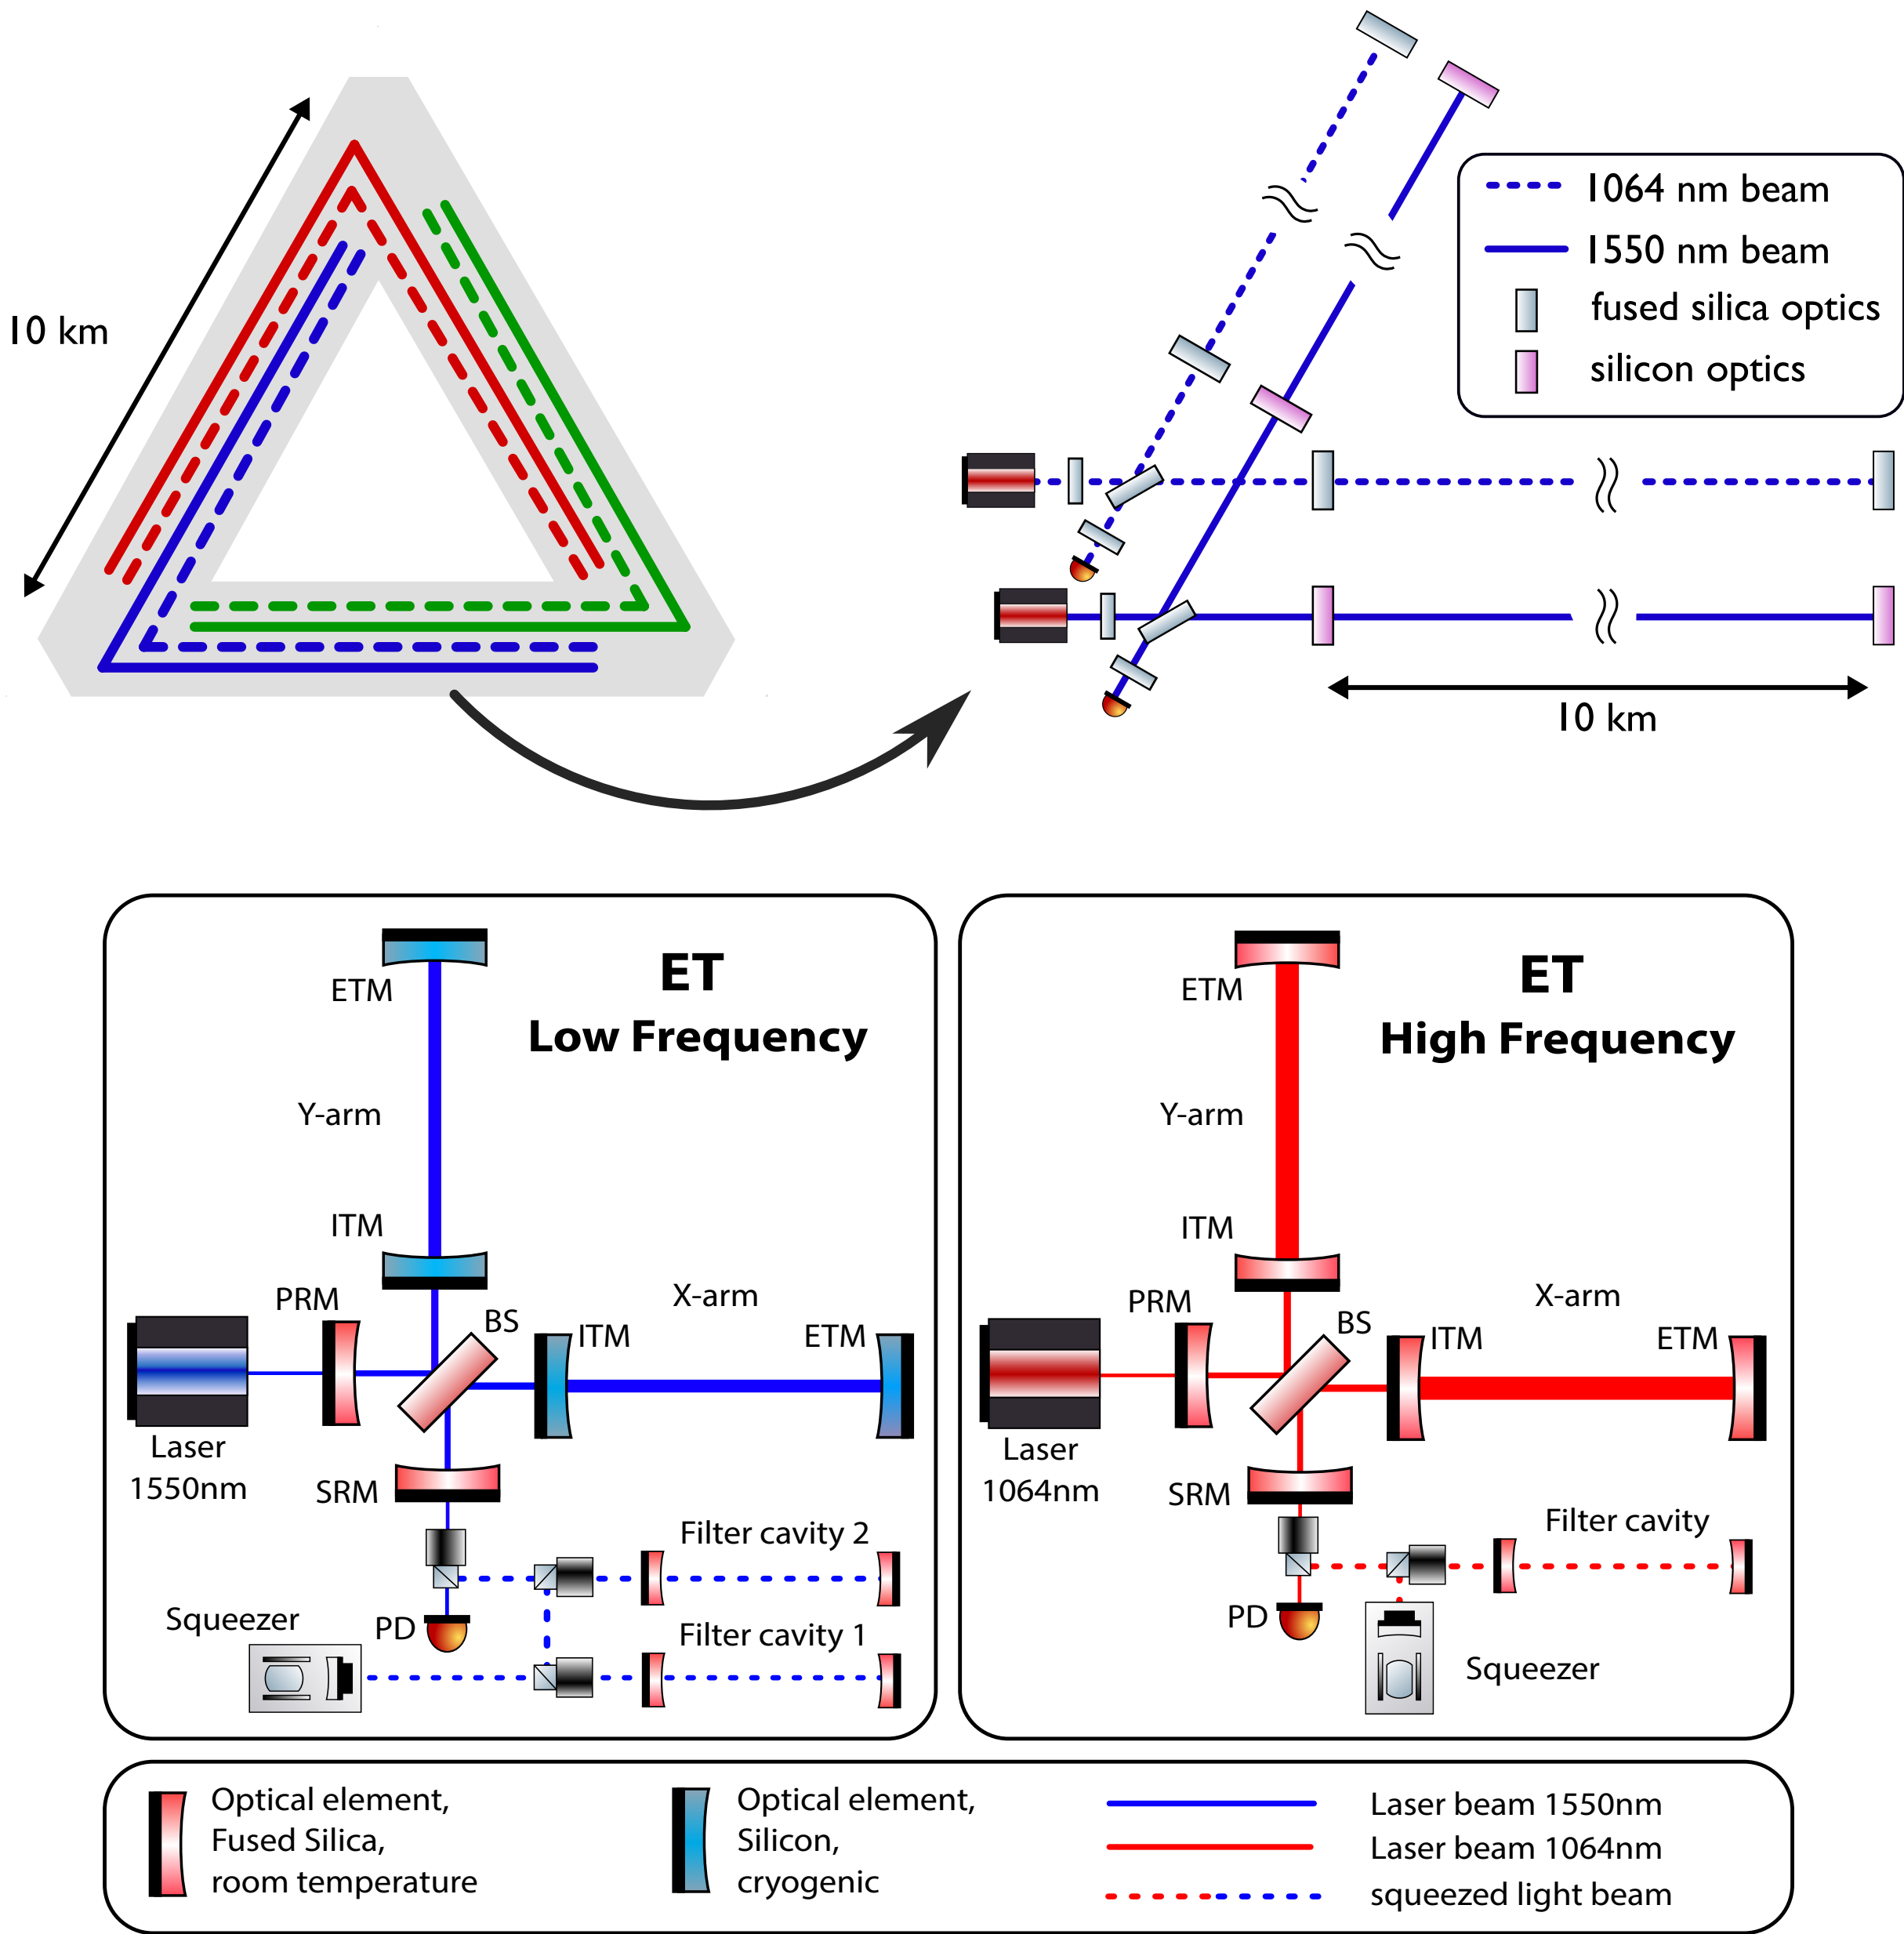 10 km
1064 nm beam
1550 nm beam
fused silica optics
silicon optics
10 km
ET
Low Frequency
ETM
Y-arm
ITM
PRM
BS
X-arm
ITM
ETM
Laser
1550nm
SRM
Filter cavity 2
Squeezer
PD
Filter cavity 1
ET
High Frequency
ETM
Y-arm
ITM
PRM
BS
X-arm
ITM
ETM
Laser
1064nm
SRM
Filter cavity
PD
Squeezer
Optical element,
Fused Silica,
room temperature
Optical element,
Silicon,
cryogenic
Laser beam 1550nm
Laser beam 1064nm
squeezed light beam